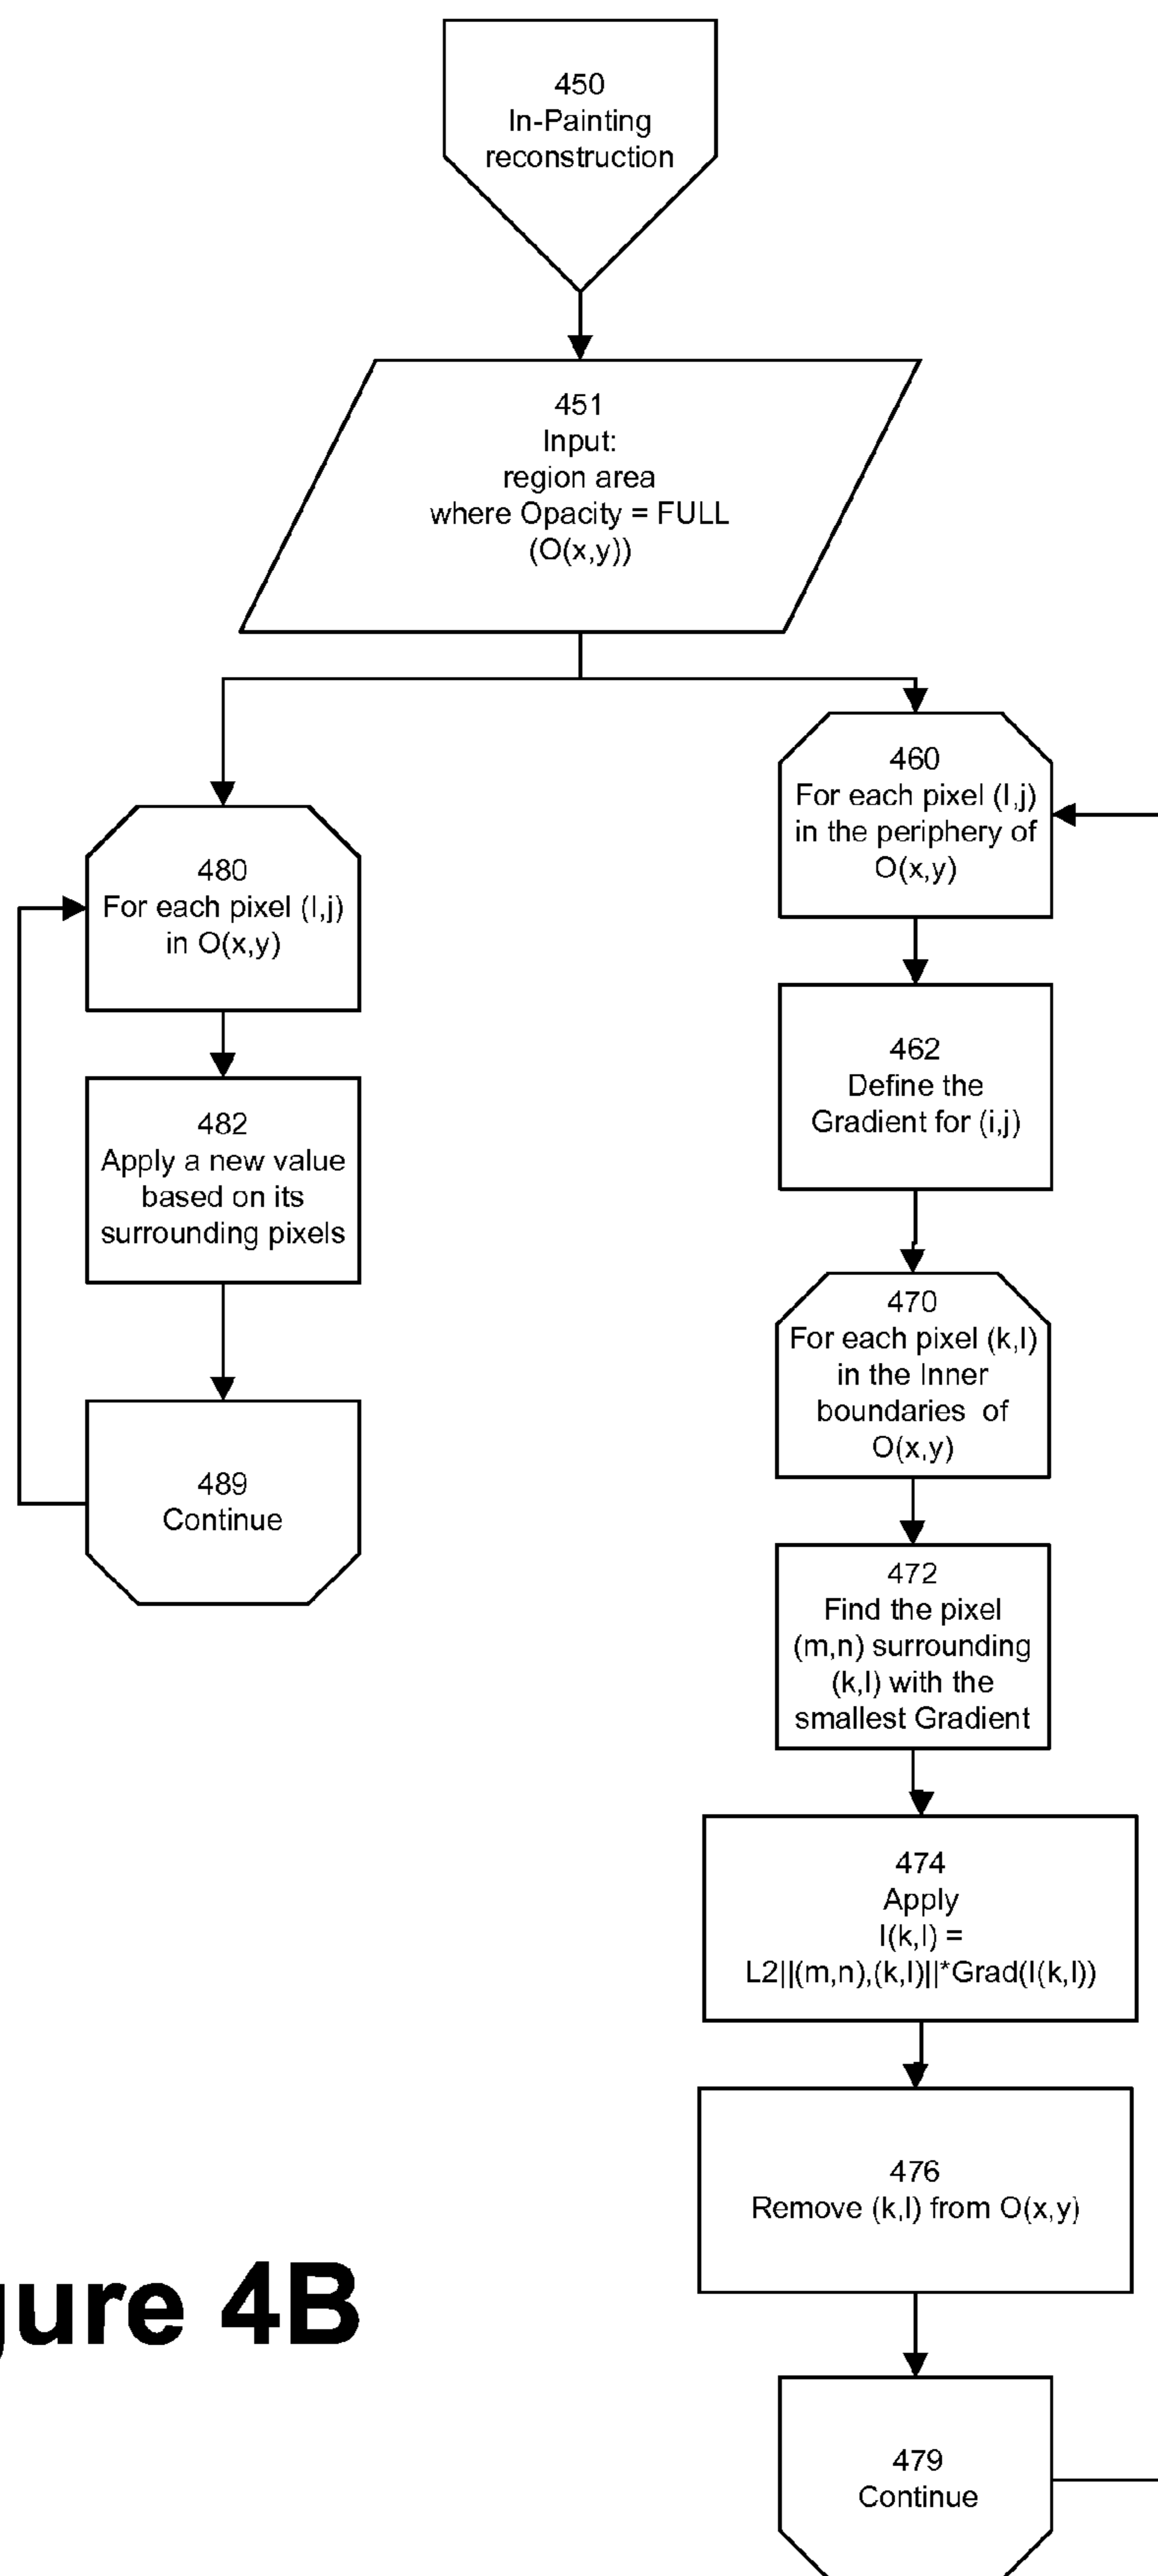 450
In-Painting
reconstruction
451
Input:
region area
where Opacity = FULL
(O(x,y))
460
For each pixel (I,j)
in the periphery of
O(x,y)
480
For each pixel (I,j)
in O(x,y)
462
Define the
Gradient for (i,j)
482
Apply a new value
based on its
surrounding pixels
470
For each pixel (k,l)
in the Inner
boundaries of
O(x,y)
489
Continue
472
Find the pixel
(m,n) surrounding
(k,l) with the
smallest Gradient
474
Apply
I(k,l) =
L2||(m,n),(k,l)||*Grad(I(k,l))
476
Remove (k,l) from O(x,y)
gure 4B
479
Continue